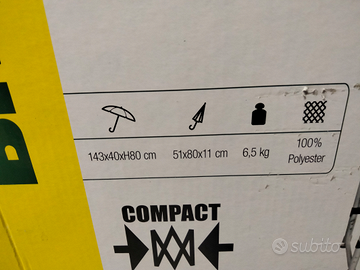 143x40xH80 cm
51x80x11 cm
6,5 kg
100%
Polyester
COMPACT
subito